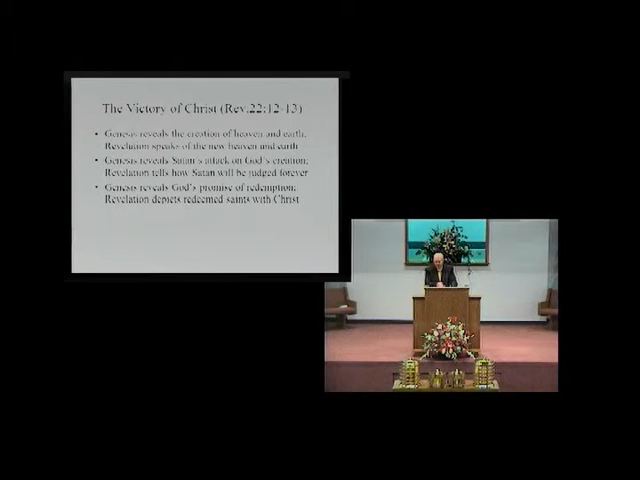 The Victory of Christ (Rev.22:12-13)
• Genesis reveals the creation of heaven and earth;
Revelation speaks of the new heaven and earth
• Genesis reveals Satan's attack on God's creation;
Revelation tells how Satan will be judged forever
• Genesis reveals God's promise of redemption;
Revelation depicts redeemed saints with Christ